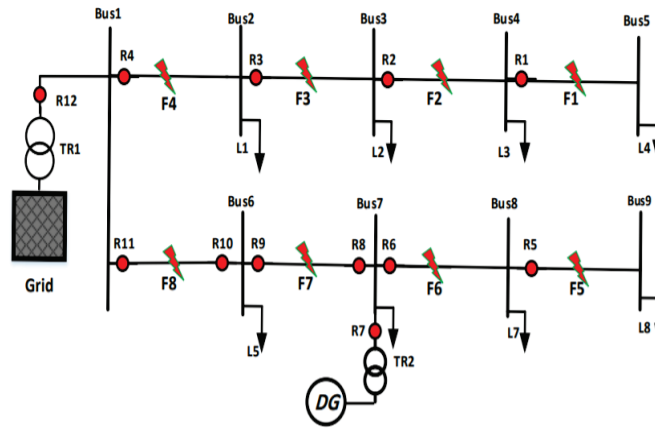 Bus1 Bus2 Bus3 Bus4 Bus5
R4 R3 R2 R1
R12 F4 F3 F2 F1
TR1 L1 L2 L3 L4
Bus6 Bus7 Bus8 Bus9
R11 R10 R9 R8 R6 R5
Grid F8 F7 F6 F5
R7 L5 L7 L8
TR2
DG